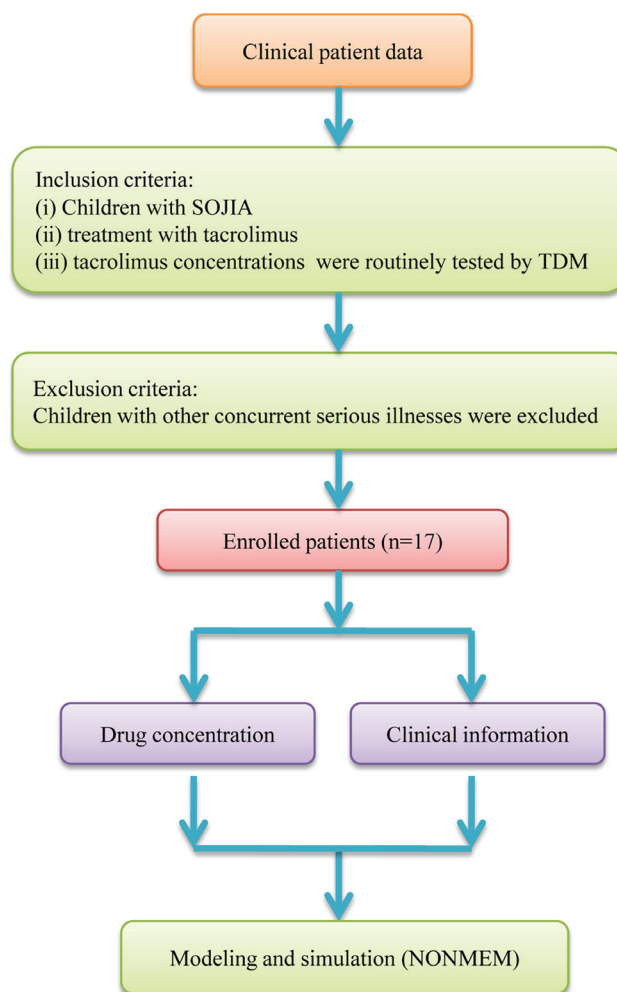 Clinical patient data
Inclusion criteria:
(i) Children with SOJIA
(ii) treatment with tacrolimus
(iii) tacrolimus concentrations were routinely tested by TDM
Exclusion criteria:
Children with other concurrent serious illnesses were excluded
Enrolled patients (n=17)
Drug concentration
Clinical information
Modeling and simulation (NONMEM)